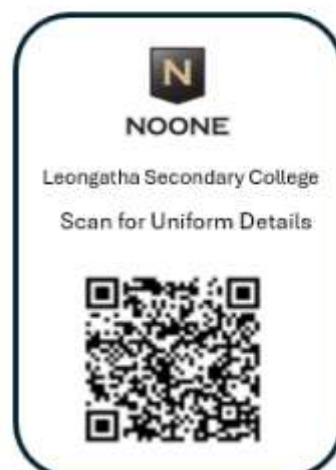 N
NOONE
Leongatha Secondary College
Scan for Uniform Details